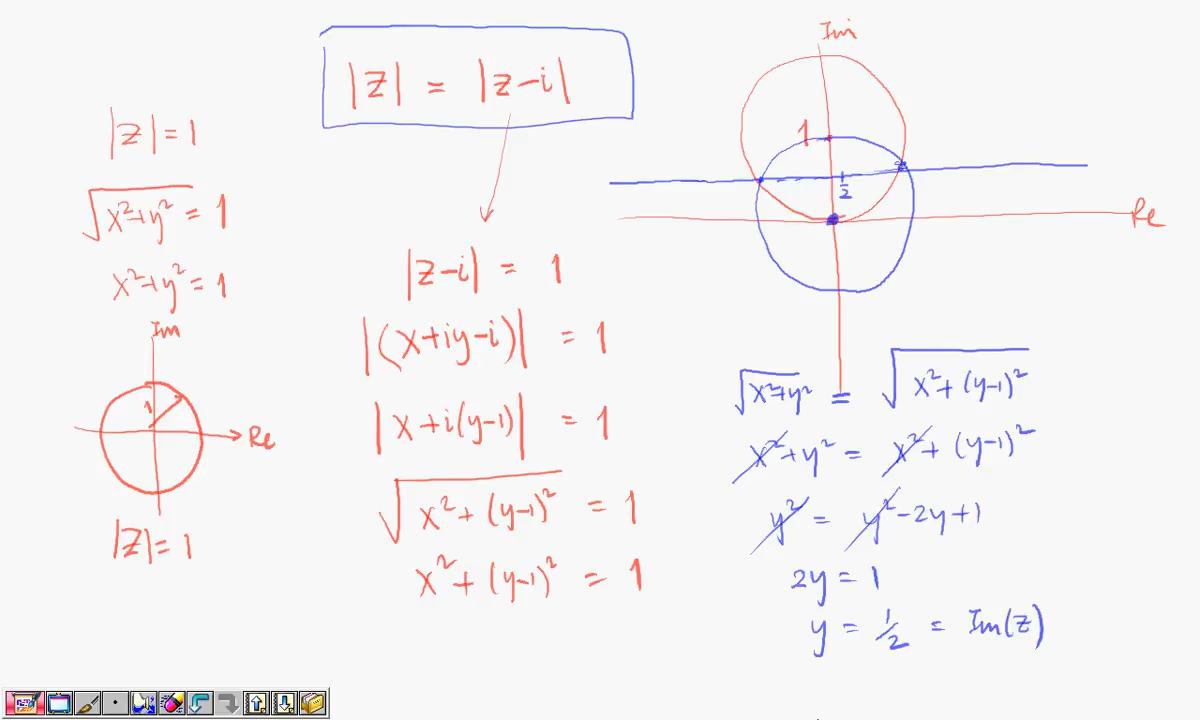 |z| = |z-i|
|z| = 1
√(x²+y²) = 1
x²+y² = 1
Im
1
Re
|z| = 1
|z-i| = 1
|(x+iy-i)| = 1
|x+i(y-1)| = 1
√(x²+(y-1)²) = 1
x²+(y-1)² = 1
Im
1
1/2
Re
√(x²+y²) = √(x²+(y-1)²)
x²+y² = x²+(y-1)²
y² = y²-2y+1
2y = 1
y = 1/2 = Im(z)